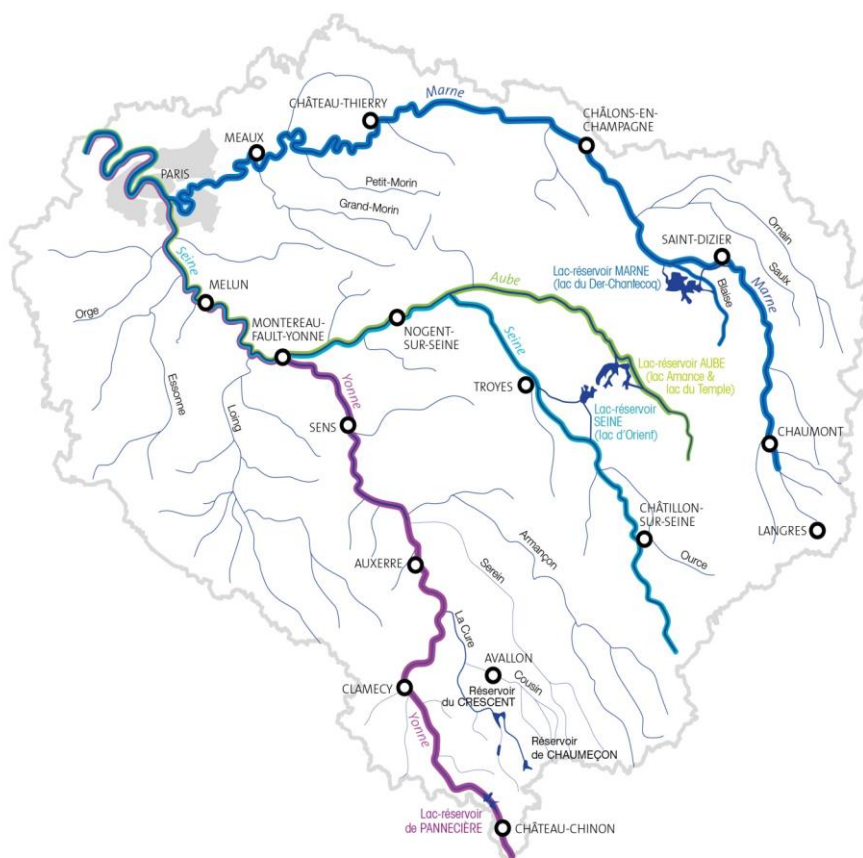 CHÂTEAU-THIERRY
Marne
CHÂLONS-EN-
CHAMPAGNE
MEAUX
PARIS
Petit-Morin
Grand-Morin
Ornain
SAINT-DIZIER
Saulx
Seine
Lac-réservoir MARNE
(lac du Der-Chantecq)
Blaise
Marne
Aube
MELUN
Orge
MONTEREAU-
FAULT-YONNE
NOGENT-
SUR-SEINE
Seine
Lac-réservoir AUBE
(lac Amance &
lac du Temple)
Essonne
Loing
Yonne
TROYES
Lac-réservoir
SEINE
(lac d'Orient)
SENS
CHAUMONT
CHÂTILLON-
SUR-SEINE
LANGRES
Armançon
Ource
Serein
AUXERRE
La Cure
AVALLON
Cousin
CLAMECY
Réservoir
du CRESCENT
Yonne
Réservoir
de CHAUMEÇON
Lac-réservoir
de PANNECIÈRE
CHÂTEAU-CHINON